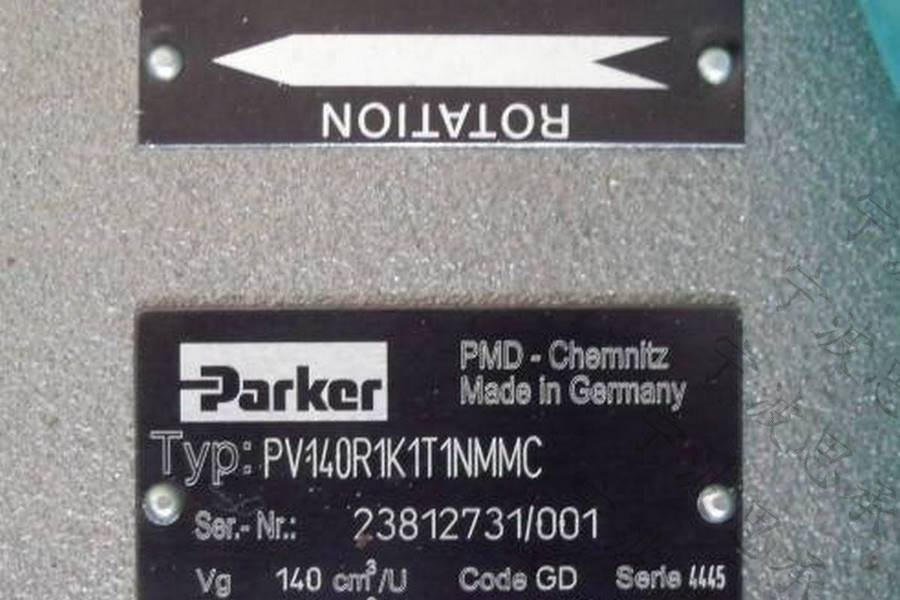 ROTATION
Parker
PMD - Chemnitz
Made in Germany
Typ: PV140R1K1T1NMMC
Ser.- Nr.: 23812731/001
Vg 140 cm³/U Code GD Serie 4445